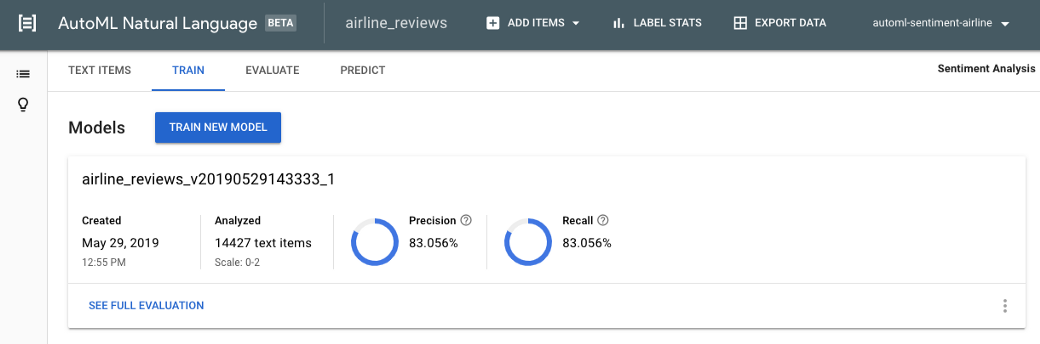 AutoML Natural Language BETA airline_reviews ADD ITEMS LABEL STATS EXPORT DATA automl-sentiment-airline
TEXT ITEMS TRAIN EVALUATE PREDICT Sentiment Analysis
Models TRAIN NEW MODEL
airline_reviews_v20190529143333_1
Created Analyzed Precision Recall
May 29, 2019 14427 text items 83.056% 83.056%
12:55 PM Scale: 0-2
SEE FULL EVALUATION